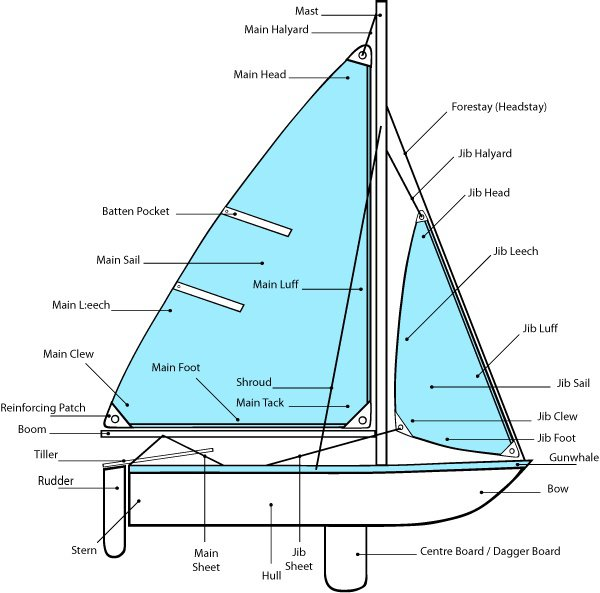 Mast
Main Halyard
Main Head
Forestay (Headstay)
Jib Halyard
Jib Head
Batten Pocket
Jib Leech
Main Sail
Main Luff
Main L:eech
Jib Luff
Main Clew
Main Foot
Shroud
Jib Sail
Main Tack
Reinforcing Patch
Jib Clew
Boom
Jib Foot
Tiller
Gunwhale
Rudder
Bow
Stern
Main
Sheet
Hull
Jib
Sheet
Centre Board / Dagger Board